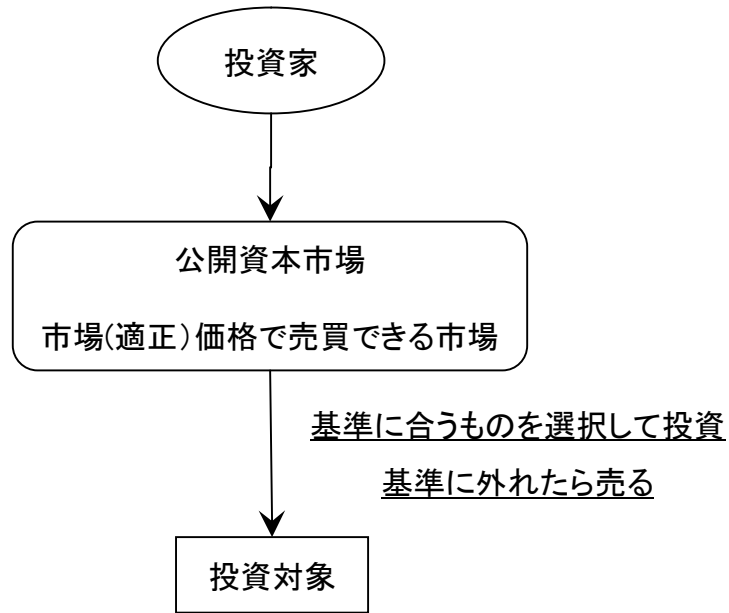 投資家
公開資本市場
市場(適正）価格で売買できる市場
基準に合うものを選択して投資
基準に外れたら売る
投資対象